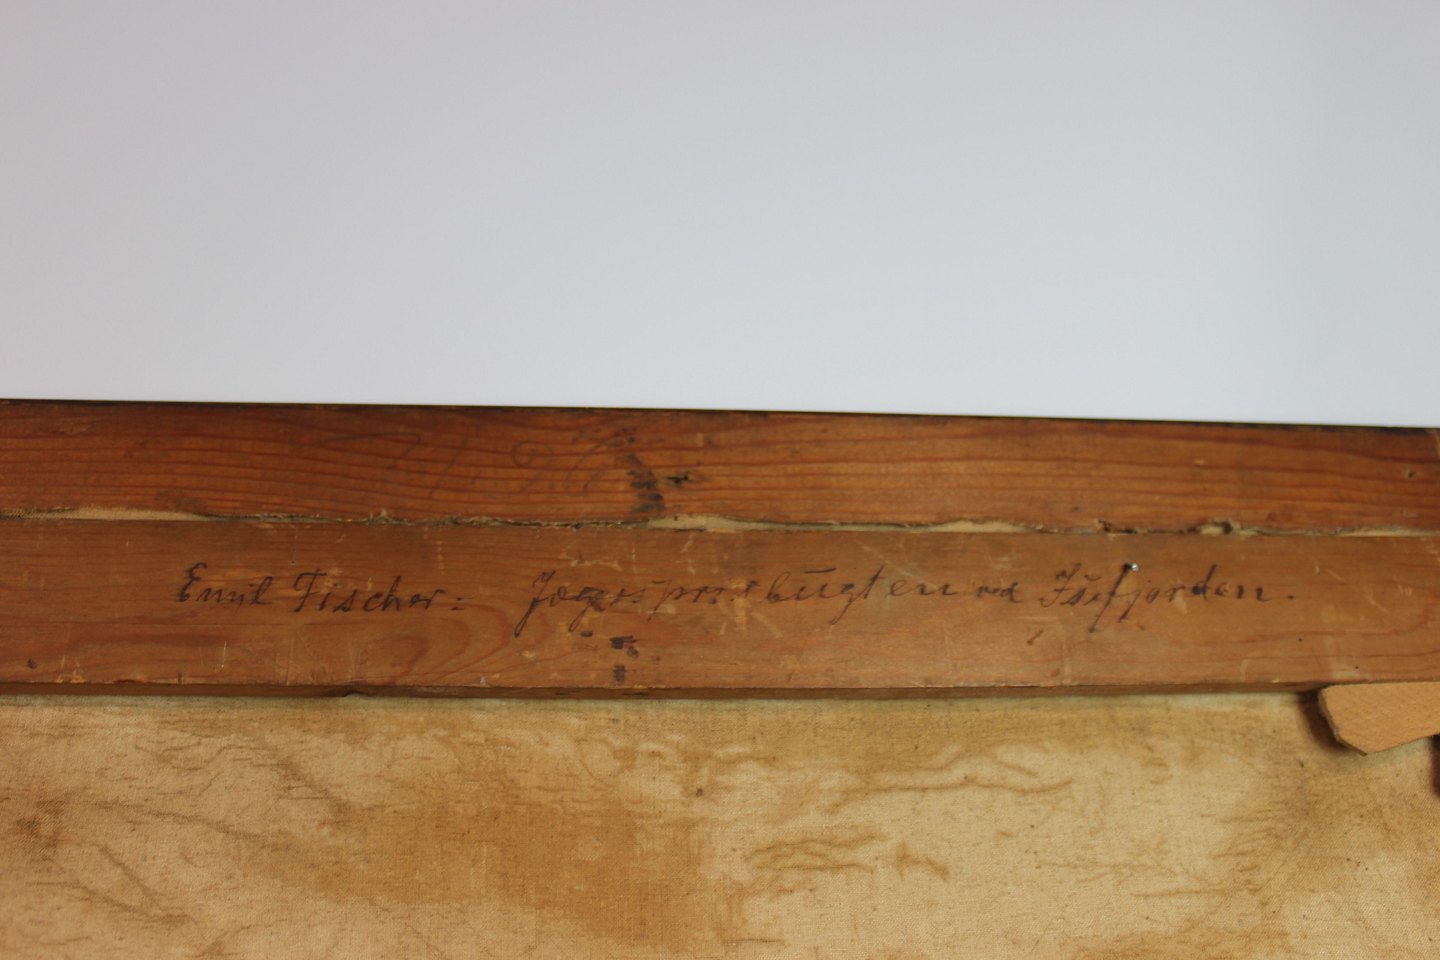 Emil Fischer: Jægersprisbugten ved Isefjorden.